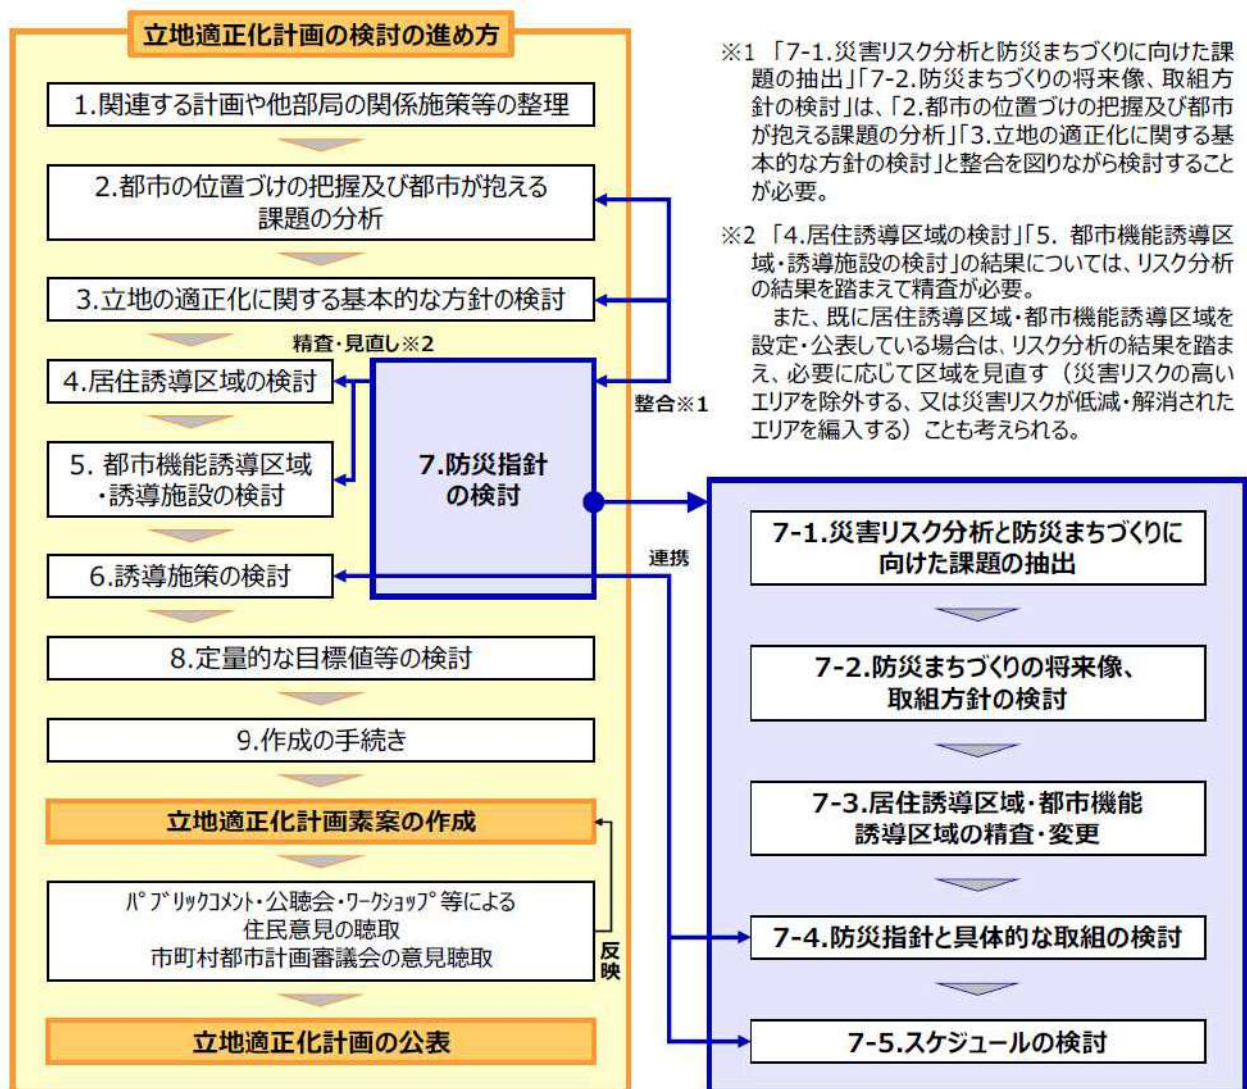 立地適正化計画の検討の進め方
1.関連する計画や他部局の関係施策等の整理
2.都市の位置づけの把握及び都市が抱える
課題の分析
3.立地の適正化に関する基本的な方針の検討
精査・見直し※2
4.居住誘導区域の検討
整合※1
5. 都市機能誘導区域
・誘導施設の検討
7.防災指針
の検討
6.誘導施策の検討
連携
8.定量的な目標値等の検討
9.作成の手続き
立地適正化計画素案の作成
ﾊﾟﾌﾞﾘｯｸｺﾒﾝﾄ・公聴会・ﾜｰｸｼｮｯﾌﾟ等による
住民意見の聴取
市町村都市計画審議会の意見聴取
反映
立地適正化計画の公表
※1 「7-1.災害リスク分析と防災まちづくりに向けた課
題の抽出」「7-2.防災まちづくりの将来像、取組方
針の検討」は、「2.都市の位置づけの把握及び都市
が抱える課題の分析」「3.立地の適正化に関する基
本的な方針の検討」と整合を図りながら検討すること
が必要。
※2 「4.居住誘導区域の検討」「5. 都市機能誘導区
域・誘導施設の検討」の結果については、リスク分析
の結果を踏まえて精査が必要。
また、既に居住誘導区域・都市機能誘導区域を
設定・公表している場合は、リスク分析の結果を踏ま
え、必要に応じて区域を見直す（災害リスクの高い
エリアを除外する、又は災害リスクが低減・解消された
エリアを編入する）ことも考えられる。
7-1.災害リスク分析と防災まちづくりに
向けた課題の抽出
7-2.防災まちづくりの将来像、
取組方針の検討
7-3.居住誘導区域・都市機能
誘導区域の精査・変更
7-4.防災指針と具体的な取組の検討
7-5.スケジュールの検討